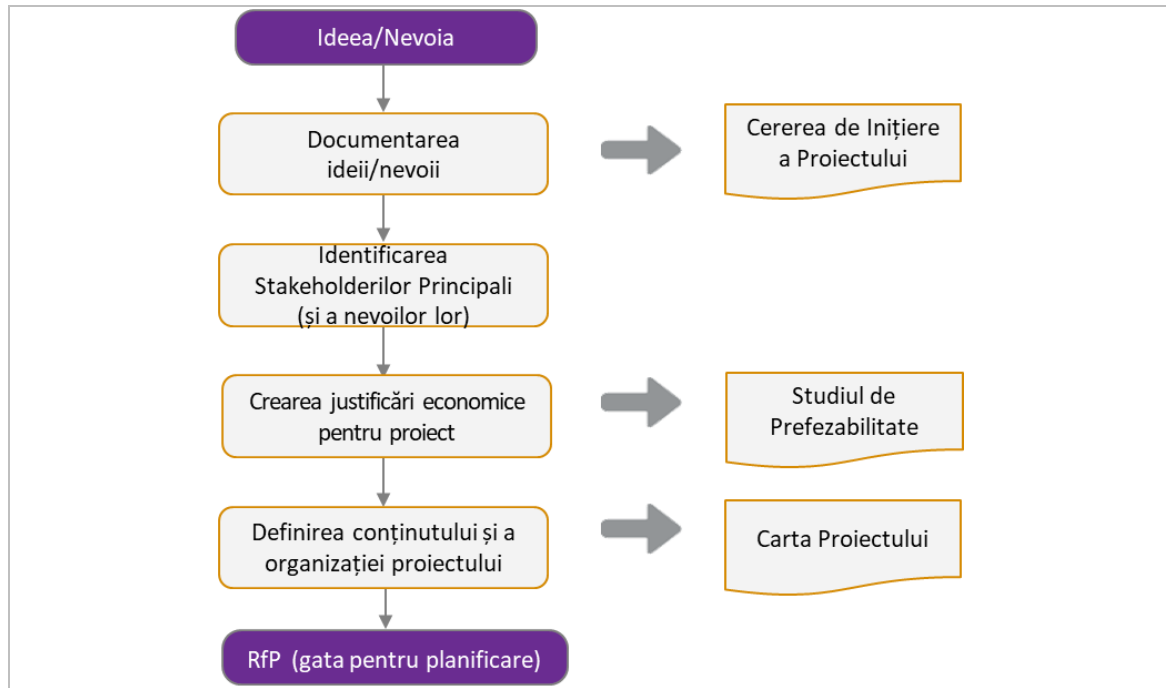 Ideea/Nevoia
Documentarea
ideii/nevoii
Cererea de Inițiere
a Proiectului
Identificarea
Stakeholderilor Principali
(și a nevoilor lor)
Crearea justificări economice
pentru proiect
Studiul de
Prefezabilitate
Definirea conținutului și a
organizației proiectului
Carta Proiectului
RfP (gata pentru planificare)